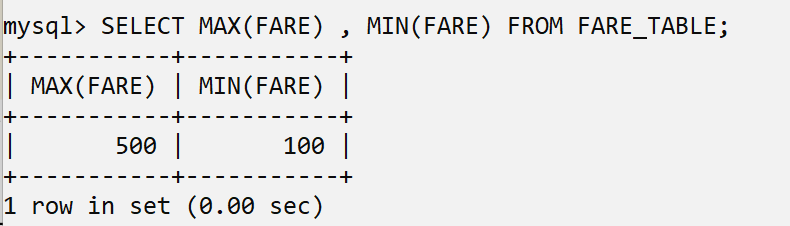 mysql> SELECT MAX(FARE) , MIN(FARE) FROM FARE_TABLE;
+-----------+-----------+
| MAX(FARE) | MIN(FARE) |
+-----------+-----------+
|       500 |       100 |
+-----------+-----------+
1 row in set (0.00 sec)